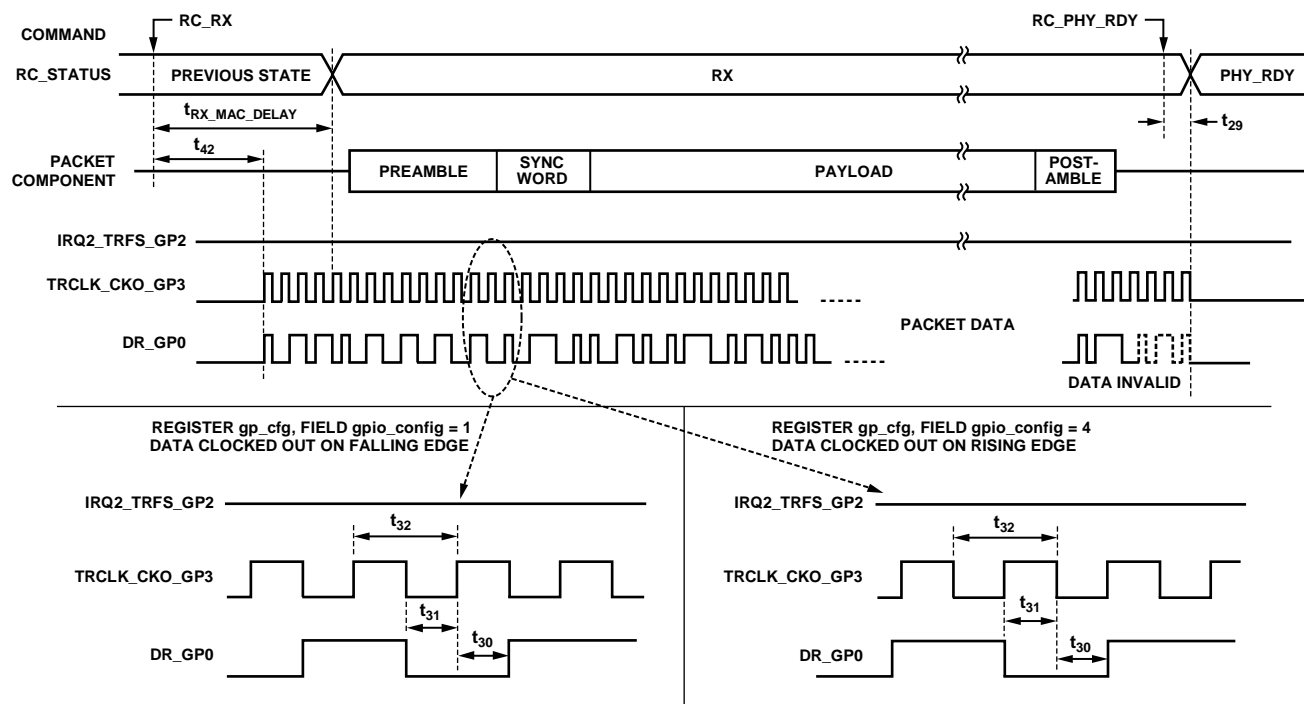 RC_RX
RC_PHY_RDY
COMMAND
RC_STATUS
PREVIOUS STATE
RX
PHY_RDY
tRX_MAC_DELAY
t29
t42
PACKET
COMPONENT
PREAMBLE
SYNC
WORD
PAYLOAD
POST-
AMBLE
IRQ2_TRFS_GP2
TRCLK_CKO_GP3
PACKET DATA
DR_GP0
DATA INVALID
REGISTER gp_cfg, FIELD gpio_config = 1
DATA CLOCKED OUT ON FALLING EDGE
IRQ2_TRFS_GP2
t32
TRCLK_CKO_GP3
t31
t30
DR_GP0
REGISTER gp_cfg, FIELD gpio_config = 4
DATA CLOCKED OUT ON RISING EDGE
IRQ2_TRFS_GP2
t32
TRCLK_CKO_GP3
t31
t30
DR_GP0